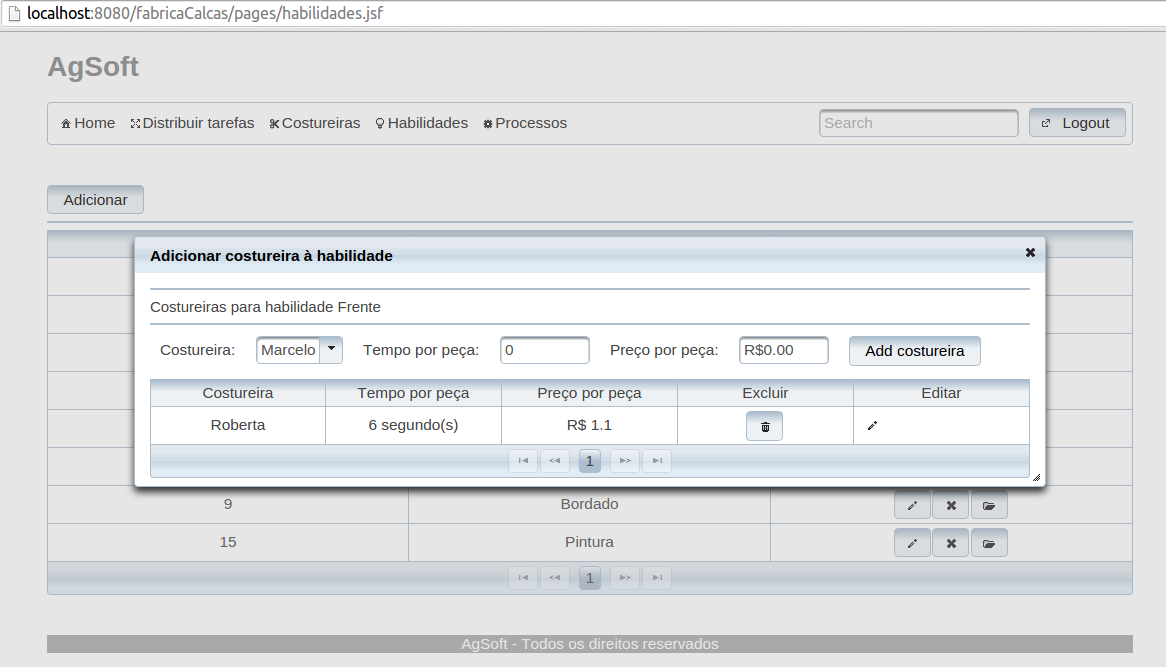 localhost:8080/fabricaCalcas/pages/habilidades.jsf
AgSoft
Home Distribuir tarefas Costureiras Habilidades Processos Search Logout
Adicionar
Adicionar costureira à habilidade
Costureiras para habilidade Frente
Costureira: Marcelo Tempo por peça: 0 Preço por peça: R$0.00 Add costureira
Costureira Tempo por peça Preço por peça Excluir Editar
Roberta 6 segundo(s) R$ 1.1
1
9 Bordado
15 Pintura
1
AgSoft - Todos os direitos reservados